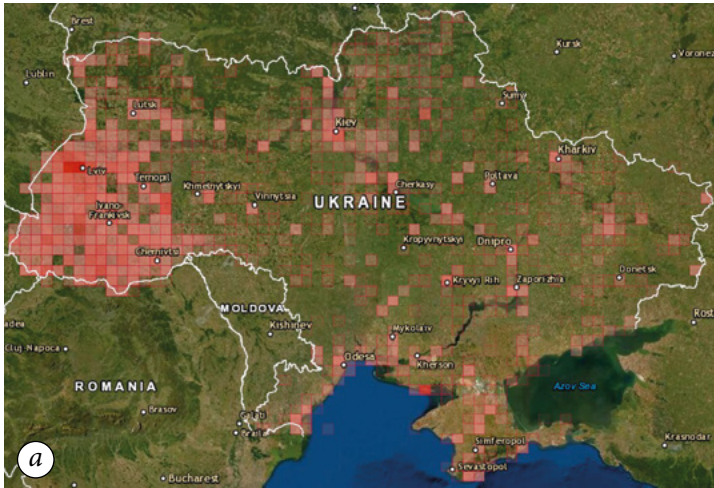 Brest
Kursk
Voronez
Lublin
Lutsk
Sumy
Kiev
Kharkiv
Lviv
Ternopil
Khmelnytskyi
Vinnytsia
Cherkasy
Poltava
UKRAINE
Ivano-
Frankivsk
Chernivtsi
Kropyvnytskyi
Dnipro
Donetsk
Kryvyi Rih
Zaporizhia
MOLDOVA
Kishinev
Mykolaiv
Rost
adea
Cluj-Napoca
Odesa
Kherson
ROMANIA
Azov Sea
Brasov
Galati
Braila
Krasnodar
Simferopol
Sevastopol
Bucharest
a